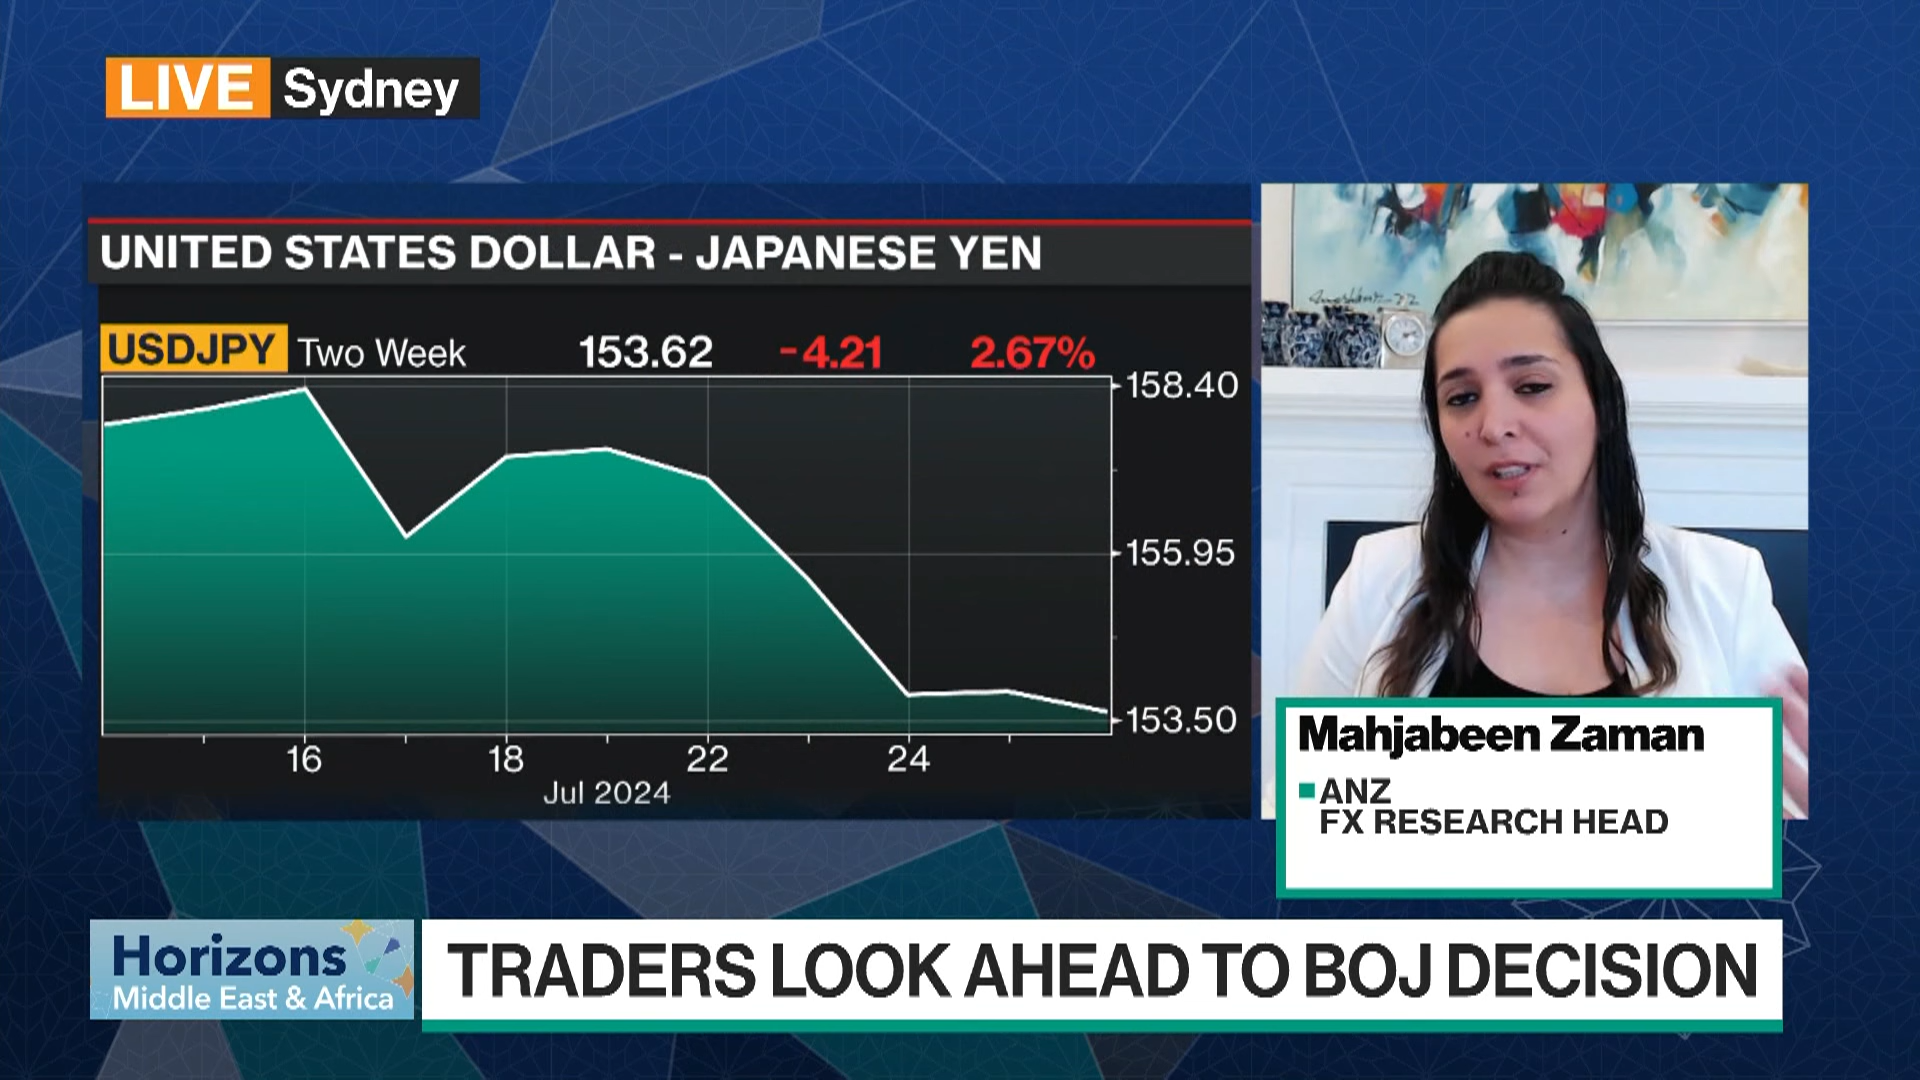 LIVE Sydney
UNITED STATES DOLLAR - JAPANESE YEN
USDJPY Two Week 153.62 -4.21 2.67%
158.40
155.95
153.50
16 18 22 24
Jul 2024
Mahjabeen Zaman
ANZ
FX RESEARCH HEAD
Horizons
Middle East & Africa
TRADERS LOOK AHEAD TO BOJ DECISION